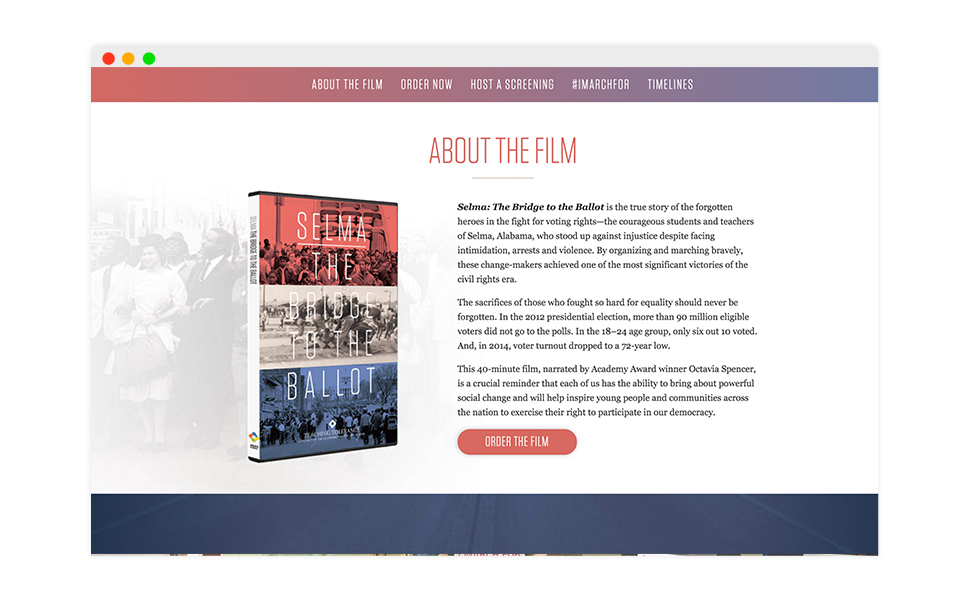 ABOUT THE FILM ORDER NOW HOST A SCREENING #IMARCHFOR TIMELINES
ABOUT THE FILM
SELMA
THE
BRIDGE
TO THE
BALLOT
TEACHING TOLERANCE
SELMA THE BRIDGE TO THE BALLOT
Selma: The Bridge to the Ballot is the true story of the forgotten
heroes in the fight for voting rights—the courageous students and teachers
of Selma, Alabama, who stood up against injustice despite facing
intimidation, arrests and violence. By organizing and marching bravely,
these change-makers achieved one of the most significant victories of the
civil rights era.
The sacrifices of those who fought so hard for equality should never be
forgotten. In the 2012 presidential election, more than 90 million eligible
voters did not go to the polls. In the 18–24 age group, only six out 10 voted.
And, in 2014, voter turnout dropped to a 72-year low.
This 40-minute film, narrated by Academy Award winner Octavia Spencer,
is a crucial reminder that each of us has the ability to bring about powerful
social change and will help inspire young people and communities across
the nation to exercise their right to participate in our democracy.
ORDER THE FILM